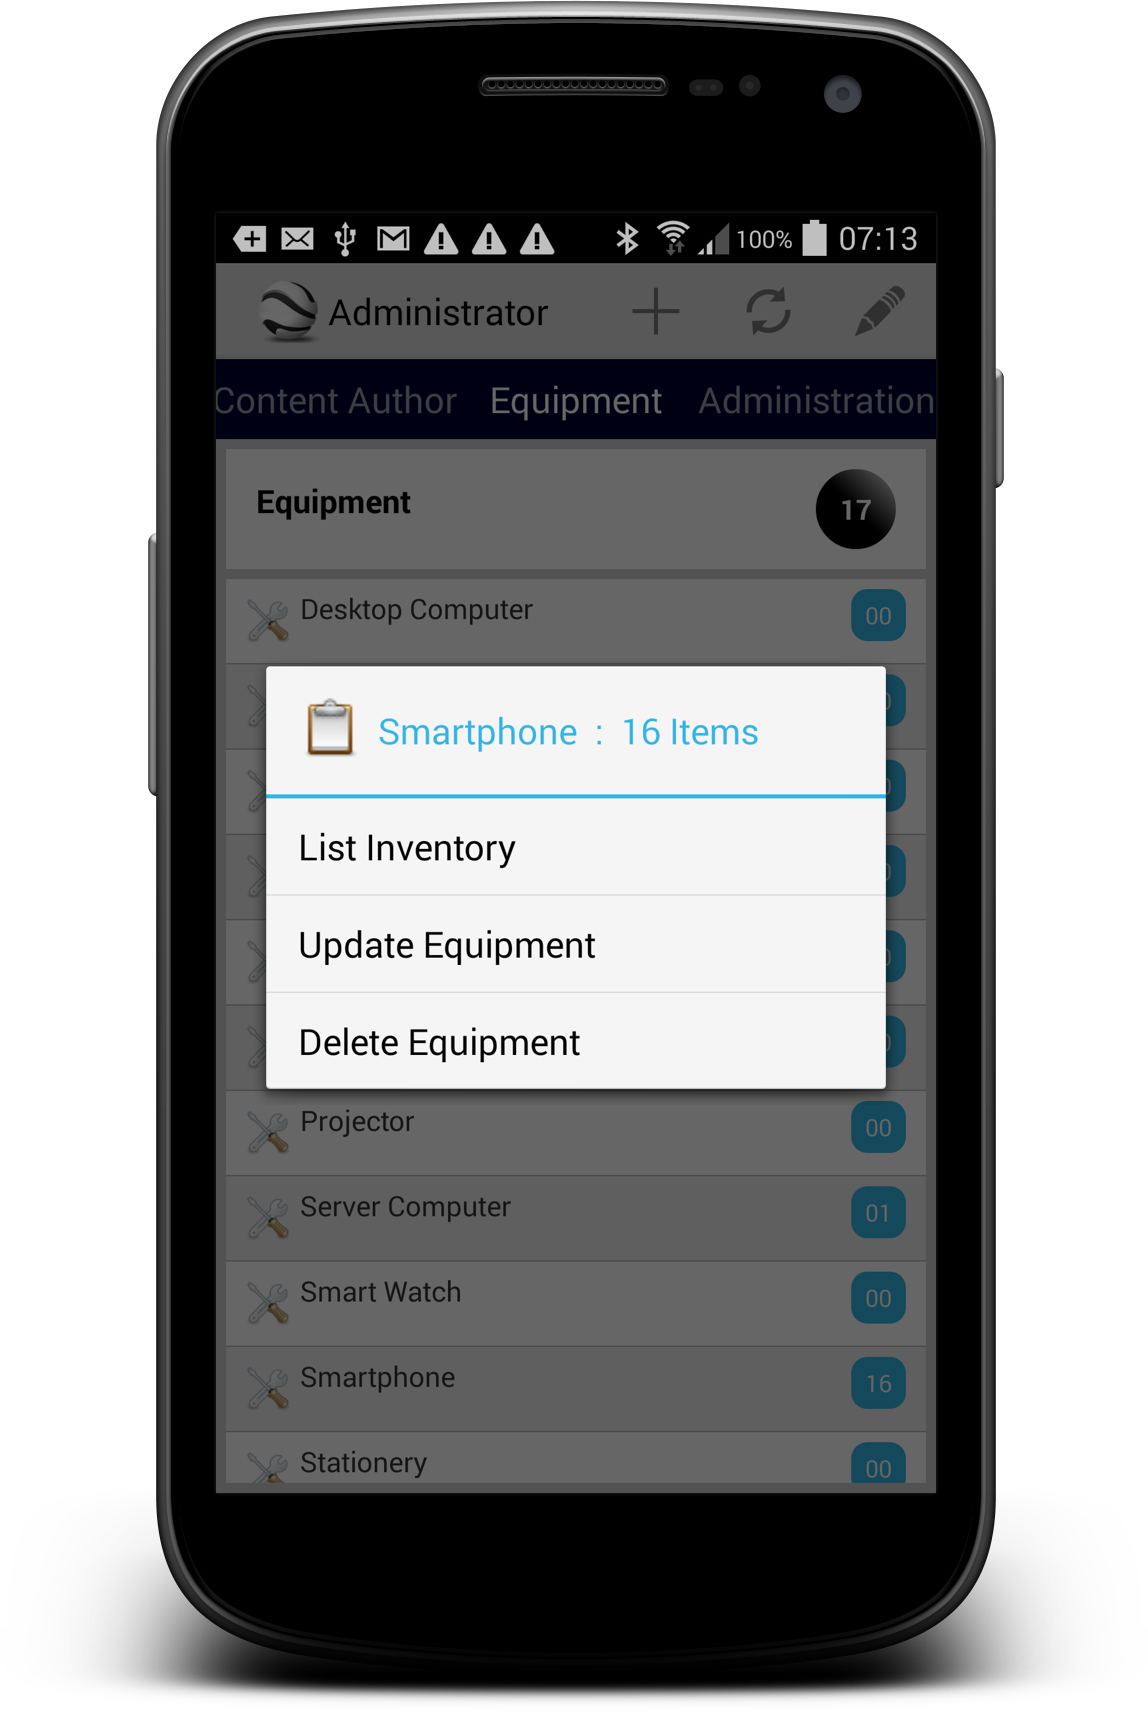 100% 07:13
Administrator
Content Author Equipment Administration
Equipment 17
Desktop Computer 00
Smartphone : 16 Items
List Inventory
Update Equipment
Delete Equipment
Projector 00
Server Computer 01
Smart Watch 00
Smartphone 16
Stationery 00